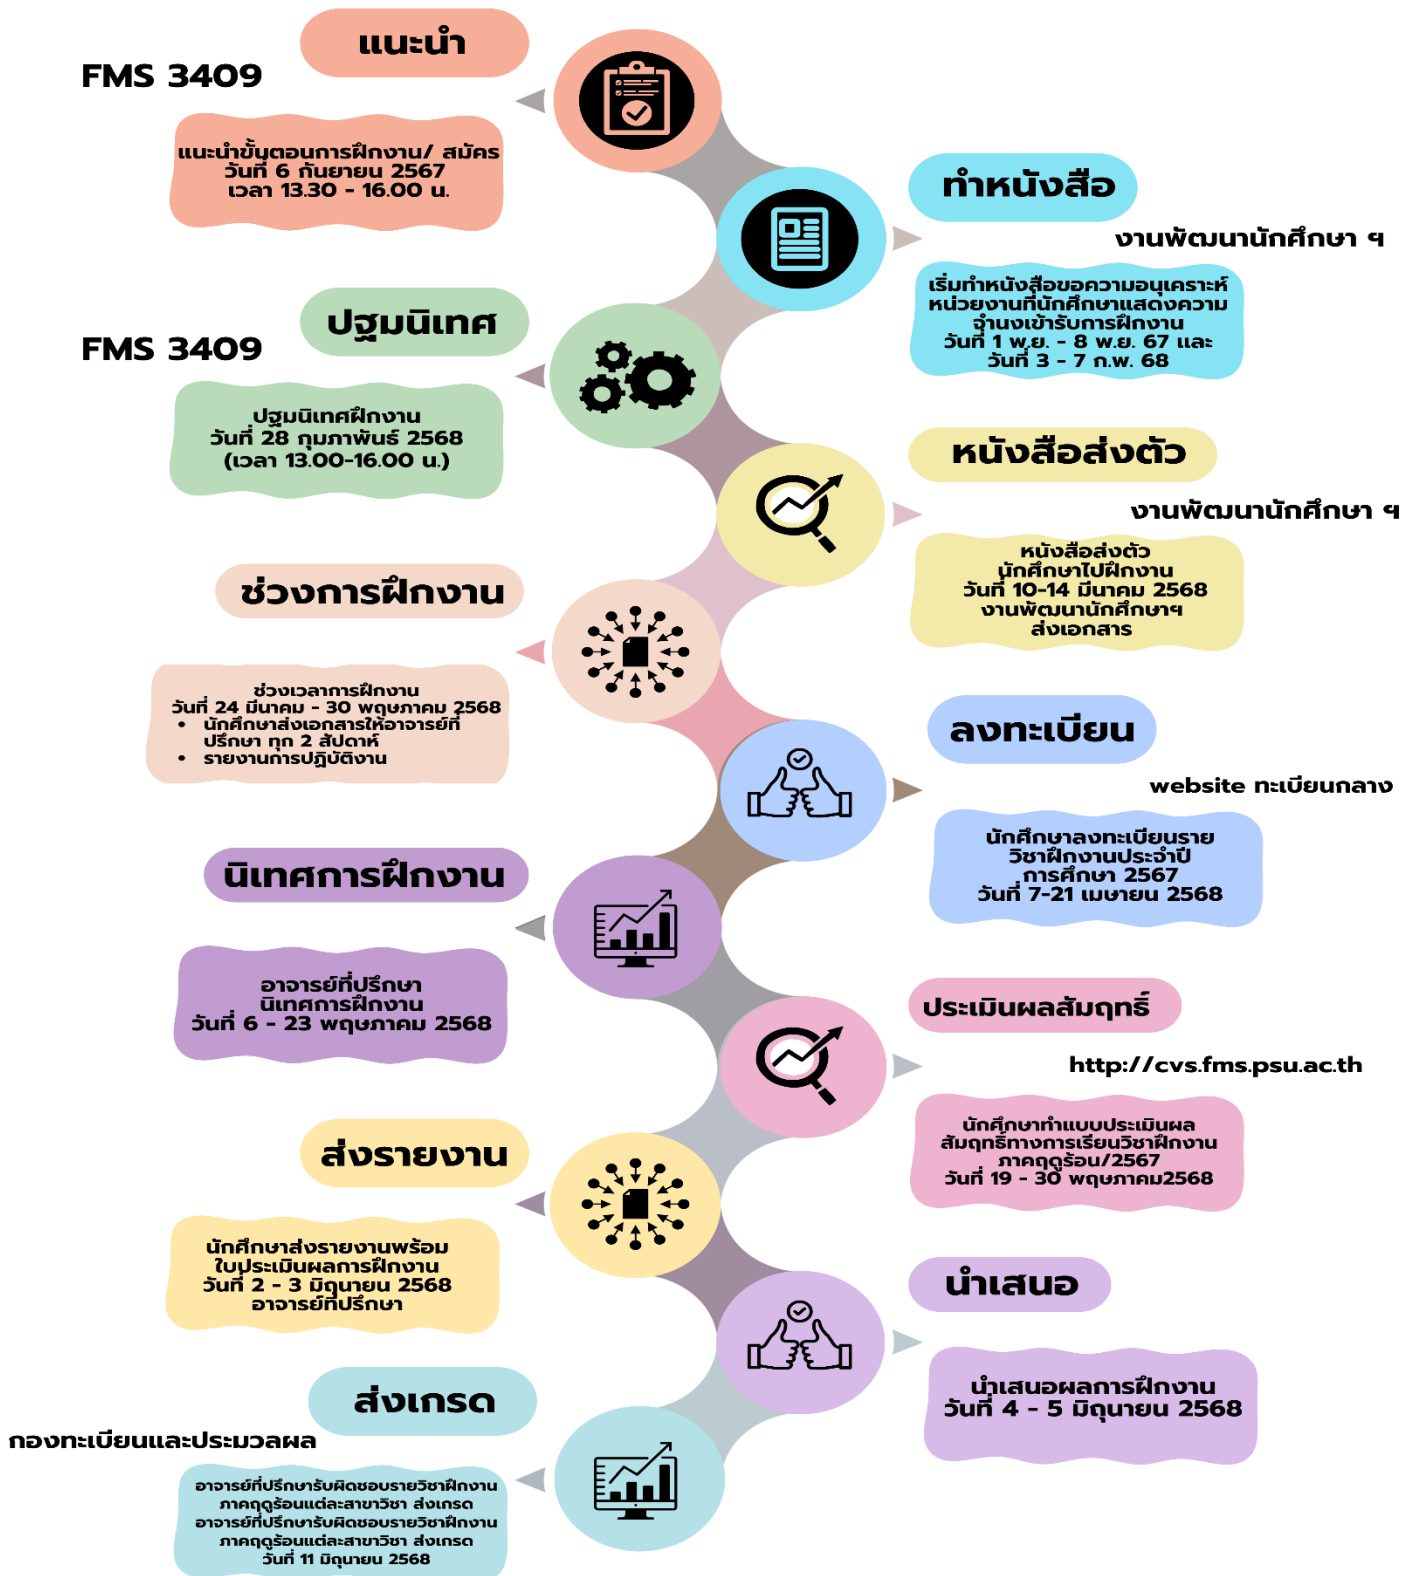 แนะนำ
FMS 3409
แนะนำขั้นตอนการฝึกงาน/ สมัคร
วันที่ 6 กันยายน 2567
เวลา 13.30 - 16.00 น.
ทำหนังสือ
งานพัฒนานักศึกษา ฯ
เริ่มทำหนังสือขอความอนุเคราะห์
หน่วยงานที่นักศึกษาแสดงความ
จำนงเข้ารับการฝึกงาน
วันที่ 1 พ.ย. - 8 พ.ย. 67 และ
วันที่ 3 - 7 ก.พ. 68
ปฐมนิเทศ
FMS 3409
ปฐมนิเทศฝึกงาน
วันที่ 28 กุมภาพันธ์ 2568
(เวลา 13.00-16.00 น.)
หนังสือส่งตัว
งานพัฒนานักศึกษา ฯ
หนังสือส่งตัว
นักศึกษาไปฝึกงาน
วันที่ 10-14 มีนาคม 2568
งานพัฒนานักศึกษาฯ
ส่งเอกสาร
ช่วงการฝึกงาน
ช่วงเวลาการฝึกงาน
วันที่ 24 มีนาคม - 30 พฤษภาคม 2568
• นักศึกษาส่งเอกสารให้อาจารย์ที่
ปรึกษา ทุก 2 สัปดาห์
• รายงานการปฏิบัติงาน
ลงทะเบียน
website ทะเบียนกลาง
นักศึกษาลงทะเบียนราย
วิชาฝึกงานประจำปี
การศึกษา 2567
วันที่ 7-21 เมษายน 2568
นิเทศการฝึกงาน
อาจารย์ที่ปรึกษา
นิเทศการฝึกงาน
วันที่ 6 - 23 พฤษภาคม 2568
ประเมินผลสัมฤทธิ์
http://cvs.fms.psu.ac.th
นักศึกษาทำแบบประเมินผล
สัมฤทธิ์ทางการเรียนวิชาฝึกงาน
ภาคฤดูร้อน/2567
วันที่ 19 - 30 พฤษภาคม2568
ส่งรายงาน
นักศึกษาส่งรายงานพร้อม
ใบประเมินผลการฝึกงาน
วันที่ 2 - 3 มิถุนายน 2568
อาจารย์ที่ปรึกษา
นำเสนอ
นำเสนอผลการฝึกงาน
วันที่ 4 - 5 มิถุนายน 2568
ส่งเกรด
กองทะเบียนและประมวลผล
อาจารย์ที่ปรึกษารับผิดชอบรายวิชาฝึกงาน
ภาคฤดูร้อนแต่ละสาขาวิชา ส่งเกรด
อาจารย์ที่ปรึกษารับผิดชอบรายวิชาฝึกงาน
ภาคฤดูร้อนแต่ละสาขาวิชา ส่งเกรด
วันที่ 11 มิถุนายน 2568